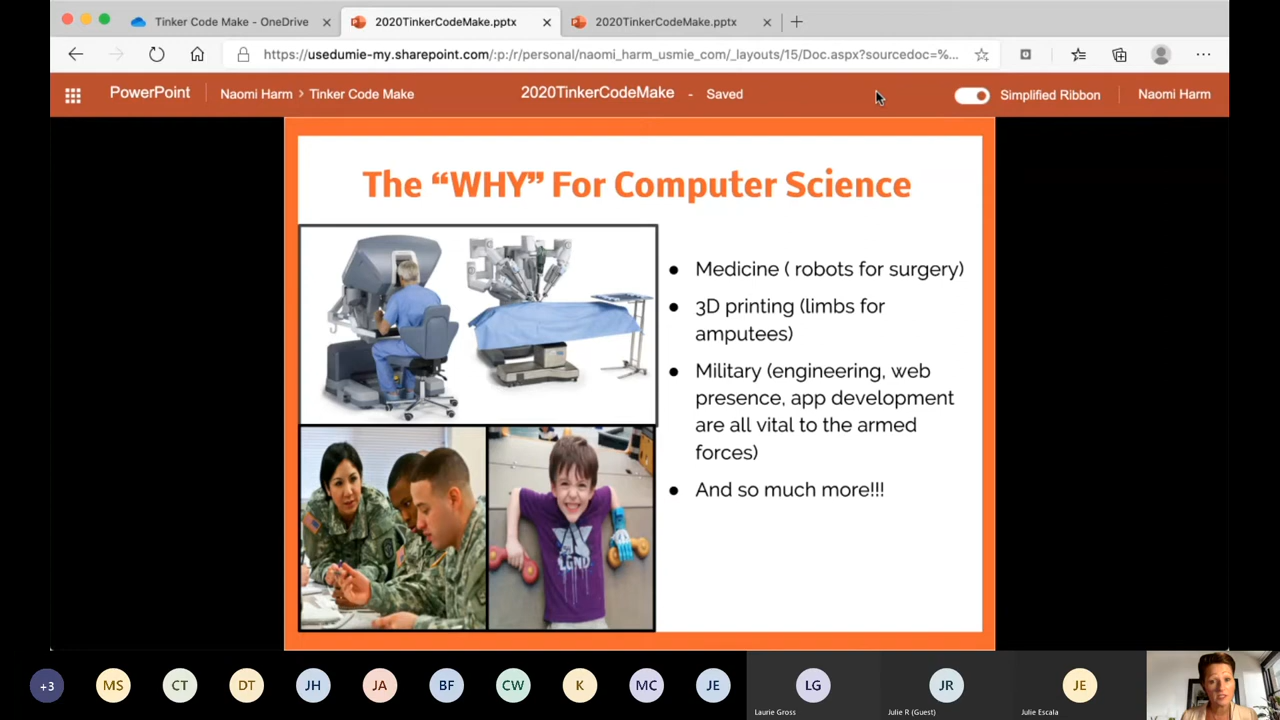 Tinker Code Make - OneDrive
2020TinkerCodeMake.pptx
2020TinkerCodeMake.pptx
https://usedumie-my.sharepoint.com/:p:r/personal/naomi_harm_usmie_com/_layouts/15/Doc.aspx?sourcedoc=%...
PowerPoint
Naomi Harm > Tinker Code Make
2020TinkerCodeMake - Saved
Simplified Ribbon
Naomi Harm
The “WHY” For Computer Science
● Medicine ( robots for surgery)
● 3D printing (limbs for
amputees)
● Military (engineering, web
presence, app development
are all vital to the armed
forces)
● And so much more!!!
LGND
+3
MS
CT
DT
JH
JA
BF
CW
K
MC
JE
LG
JR
JE
Laurie Gross
Julie R (Guest)
Julie Escala